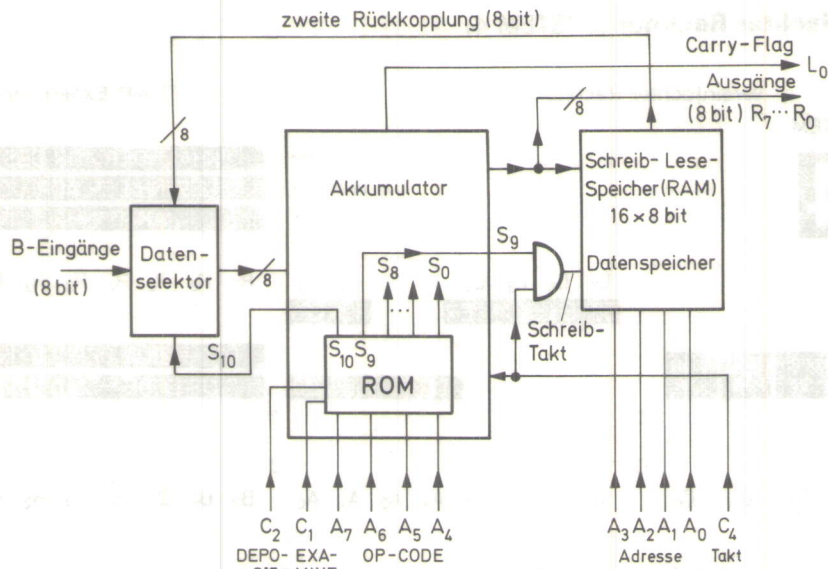 zweite Rückkopplung (8 bit)
Carry-Flag
L0
Ausgänge
(8 bit) R7...R0
8
8
Akkumulator
Schreib-Lese-
Speicher (RAM)
16 × 8 bit
B-Eingänge
(8 bit)
Daten-
selektor
8
S9
S8
S0
...
Datenspeicher
Schreib-
Takt
S10
S10 S9
ROM
C2 C1 A7 A6 A5 A4 A3 A2 A1 A0 C4
DEPO- EXA- OP-CODE Adresse Takt